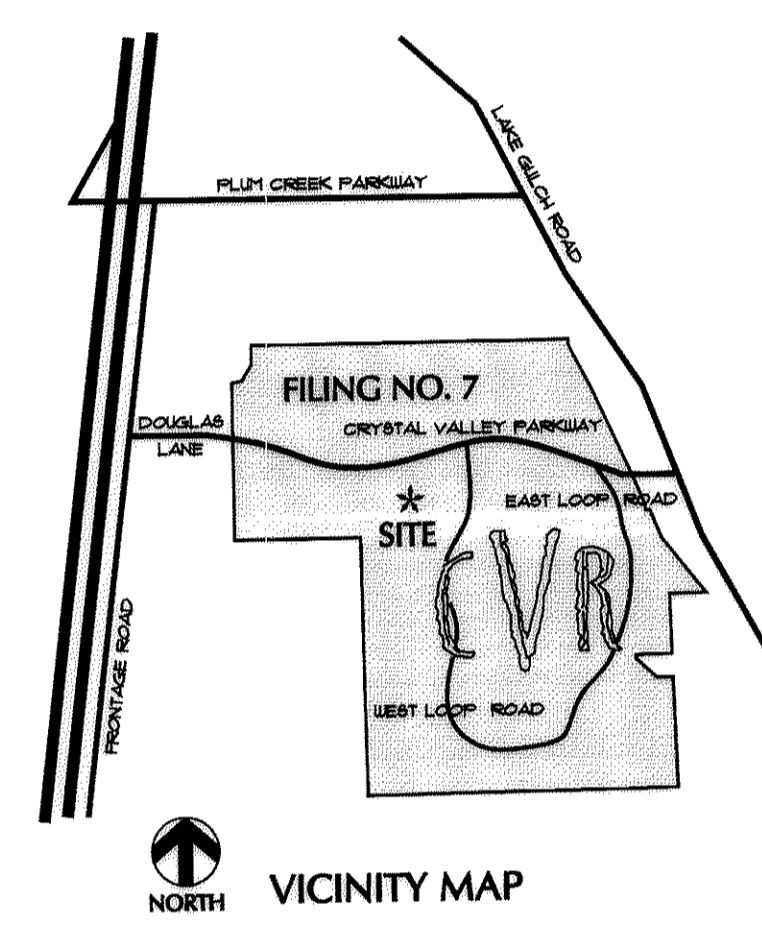 LAKE GULCH ROAD
PLUM CREEK PARKWAY
FILING NO. 7
DOUGLAS
LANE
CRYSTAL VALLEY PARKWAY
EAST LOOP ROAD
SITE
CVR
FRONTAGE ROAD
WEST LOOP ROAD
NORTH
VICINITY MAP